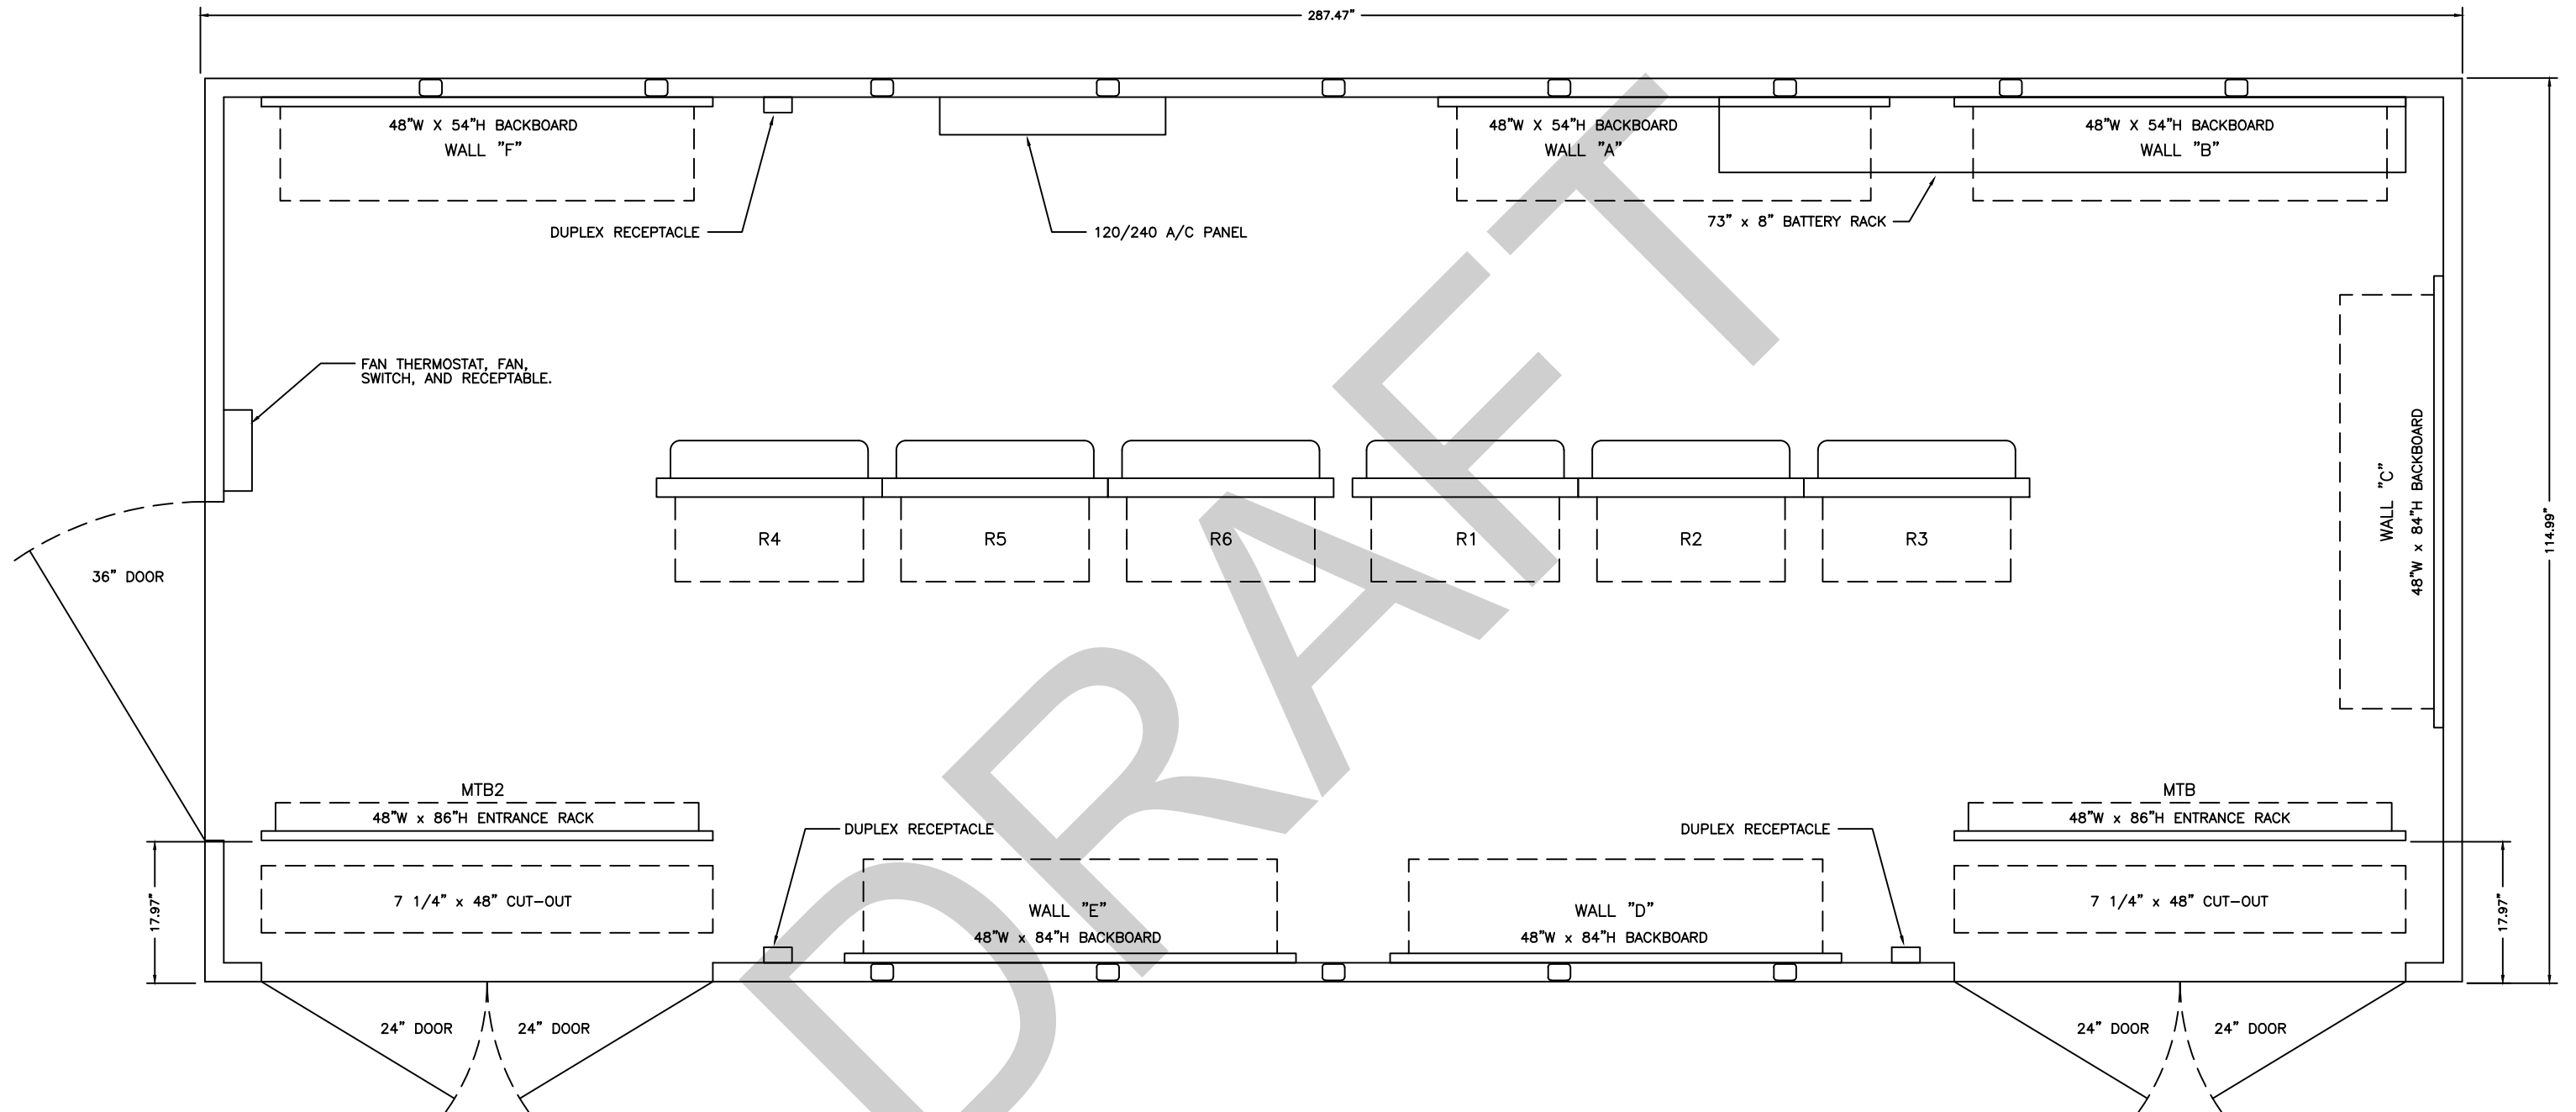 287.47"
48"W X 54"H BACKBOARD
WALL "F"
48"W X 54"H BACKBOARD
WALL "A"
48"W X 54"H BACKBOARD
WALL "B"
DUPLEX RECEPTACLE
120/240 A/C PANEL
73" x 8" BATTERY RACK
FAN THERMOSTAT, FAN,
SWITCH, AND RECEPTABLE.
WALL "C"
48"W x 84"H BACKBOARD
114.99"
R4
R5
R6
R1
R2
R3
36" DOOR
MTB2
48"W x 86"H ENTRANCE RACK
MTB
48"W x 86"H ENTRANCE RACK
DUPLEX RECEPTACLE
DUPLEX RECEPTACLE
17.97"
7 1/4" x 48" CUT-OUT
WALL "E"
48"W x 84"H BACKBOARD
WALL "D"
48"W x 84"H BACKBOARD
7 1/4" x 48" CUT-OUT
17.97"
24" DOOR
24" DOOR
24" DOOR
24" DOOR
DRAFT